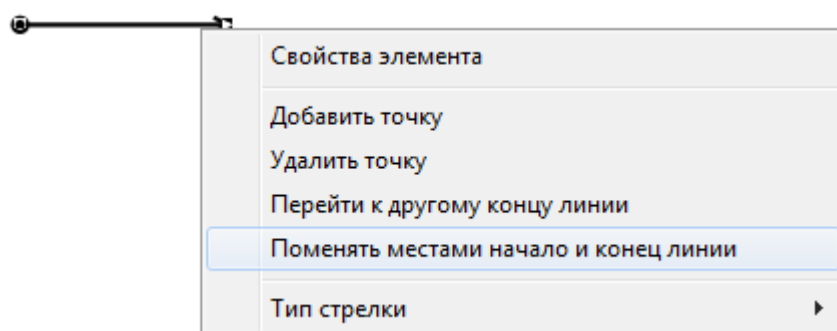 Свойства элемента
Добавить точку
Удалить точку
Перейти к другому концу линии
Поменять местами начало и конец линии
Тип стрелки